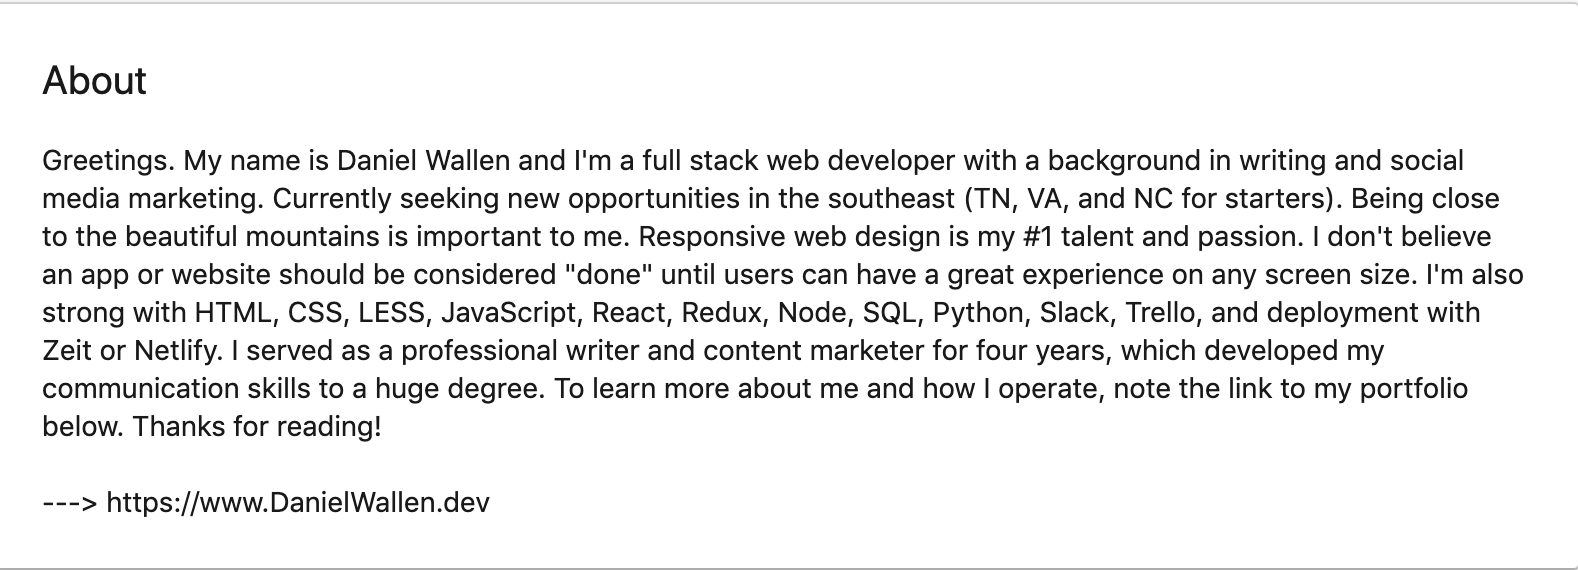 About
Greetings. My name is Daniel Wallen and I'm a full stack web developer with a background in writing and social
media marketing. Currently seeking new opportunities in the southeast (TN, VA, and NC for starters). Being close
to the beautiful mountains is important to me. Responsive web design is my #1 talent and passion. I don't believe
an app or website should be considered "done" until users can have a great experience on any screen size. I'm also
strong with HTML, CSS, LESS, JavaScript, React, Redux, Node, SQL, Python, Slack, Trello, and deployment with
Zeit or Netlify. I served as a professional writer and content marketer for four years, which developed my
communication skills to a huge degree. To learn more about me and how I operate, note the link to my portfolio
below. Thanks for reading!
---> https://www.DanielWallen.dev